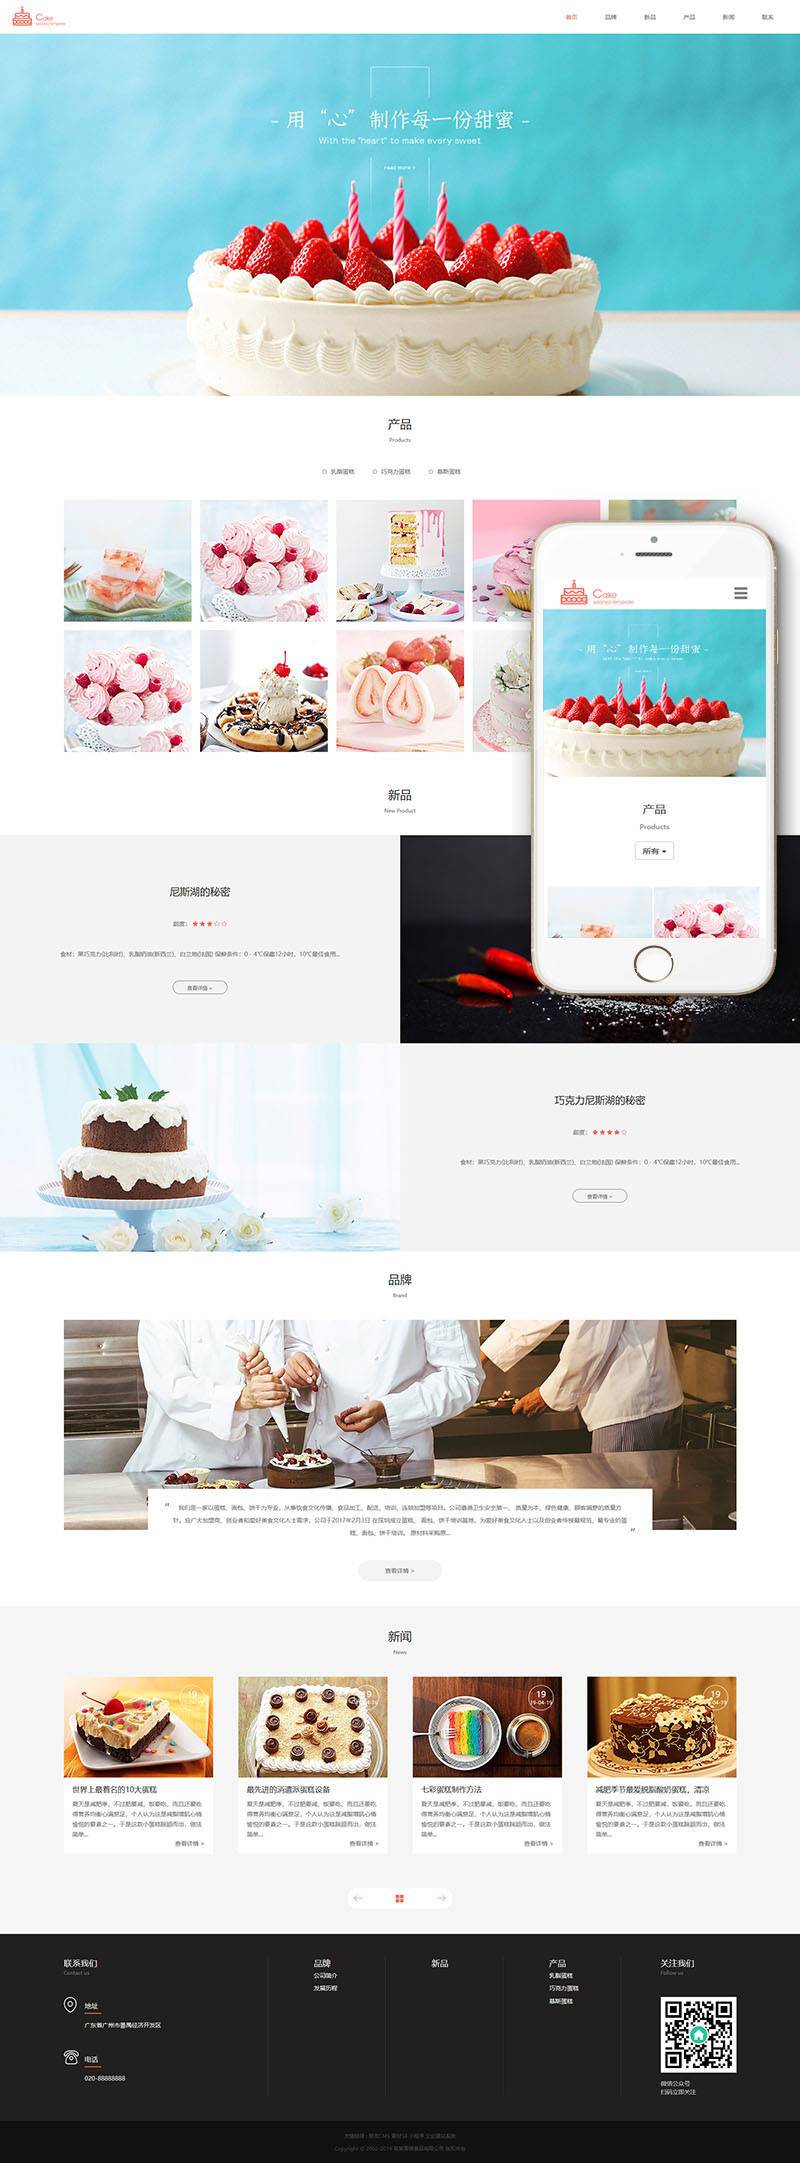 Cake
首页 品牌 新品 产品 新闻 联系
- 用“心”制作每一份甜蜜 -
With the "heart" to make every sweet
read more >
产品
Products
乳酪蛋糕 巧克力蛋糕 慕斯蛋糕
Cake
- 用“心”制作每一份甜蜜 -
产品
Products
所有
新品
New Product
尼斯湖的秘密
甜度：★★★☆☆
食材：黑巧克力(比利时)、乳酪奶油(新西兰)、白兰地(法国) 保鲜条件：0－4℃保藏12小时，10℃最佳食用...
查看详情 >
巧克力尼斯湖的秘密
甜度：★★★★☆
食材：黑巧克力(比利时)、乳酪奶油(新西兰)、白兰地(法国) 保鲜条件：0－4℃保藏12小时，10℃最佳食用...
查看详情 >
品牌
Brand
“ 我们是一家以蛋糕、面包、饼干为专业，从事饮食文化传播、食品加工、配送、培训、连锁加盟等项目。公司遵循卫生安全第一、质量为本、绿色健康、顾客满意的质量方
针。应广大加盟商、创业者和爱好美食文化人士需求，公司于2017年2月3日 在深圳成立蛋糕、面包、饼干培训基地。为爱好美食文化人士以及创业者传授最规范、最专业的蛋
糕、面包、饼干培训。 原材料采购原... ”
查看详情 >
新闻
News
19
19-04-19
19
19-04-19
19
19-04-19
19
19-04-19
世界上最着名的10大蛋糕
夏天是减肥季，不过肥要减，饭要吃，而且还要吃
得营养均衡心满意足，个人认为这是减脂增肌心情
愉悦的要素之一。于是这款小蛋糕脱颖而出，做法
简单...
查看详情 >
最先进的消遣派蛋糕设备
夏天是减肥季，不过肥要减，饭要吃，而且还要吃
得营养均衡心满意足，个人认为这是减脂增肌心情
愉悦的要素之一。于是这款小蛋糕脱颖而出，做法
简单...
查看详情 >
七彩蛋糕制作方法
夏天是减肥季，不过肥要减，饭要吃，而且还要吃
得营养均衡心满意足，个人认为这是减脂增肌心情
愉悦的要素之一。于是这款小蛋糕脱颖而出，做法
简单...
查看详情 >
减肥季节最爱脱脂酸奶蛋糕，清凉
夏天是减肥季，不过肥要减，饭要吃，而且还要吃
得营养均衡心满意足，个人认为这是减脂增肌心情
愉悦的要素之一。于是这款小蛋糕脱颖而出，做法
简单...
查看详情 >
联系我们
Contact us
地址
广东省广州市番禺经济开发区
电话
020-88888888
品牌
公司简介
发展历程
新品
产品
乳酪蛋糕
巧克力蛋糕
慕斯蛋糕
关注我们
Follow us
微信公众号
扫码立即关注